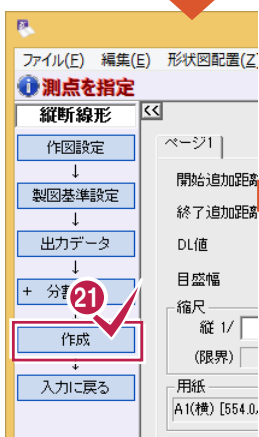 ファイル(F) 編集(E) 形状図配置(Z)
測点を指定
縦断線形
<<
作図設定
↓
製図基準設定
↓
出力データ
↓
+ 分
21
作成
入力に戻る
ページ1
開始追加距離
終了追加距離
DL値
目盛幅
縮尺
縦 1/
(限界)
用紙
A1(横) [554.0,